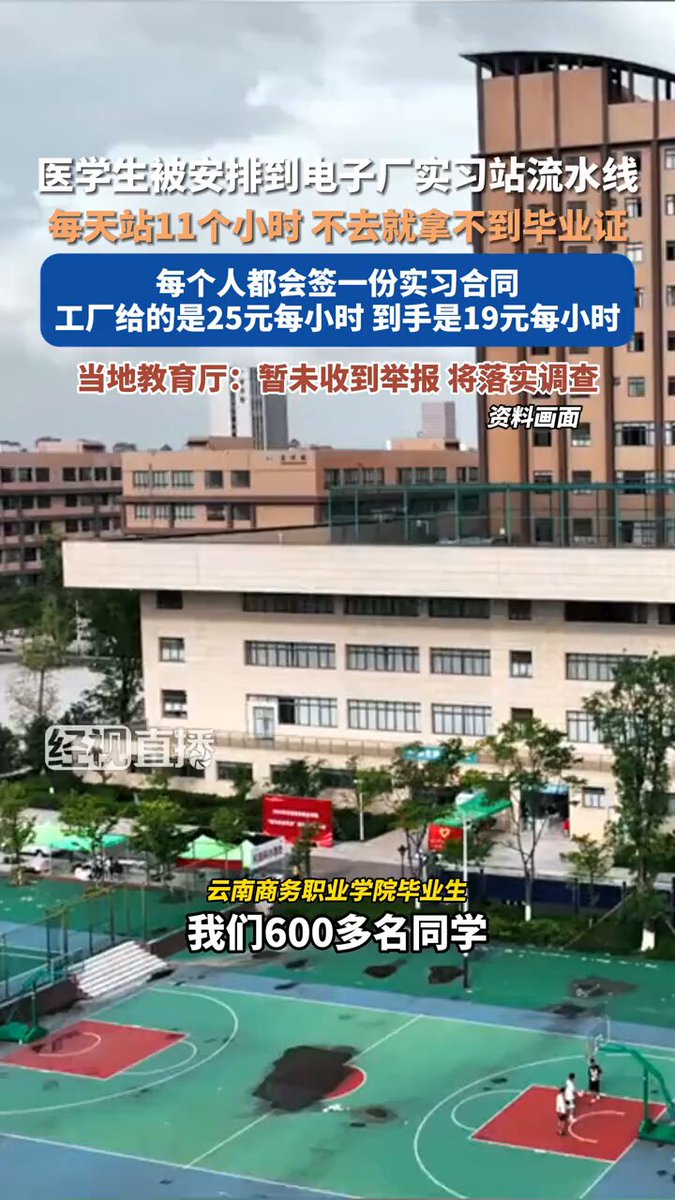 医学生被安排到电子厂实习站流水线
每天站11个小时 不去就拿不到毕业证
每个人都会签一份实习合同
工厂给的是25元每小时 到手是19元每小时
当地教育厅：暂未收到举报 将落实调查
资料画面
经视直播
云南商务职业学院毕业生
我们600多名同学